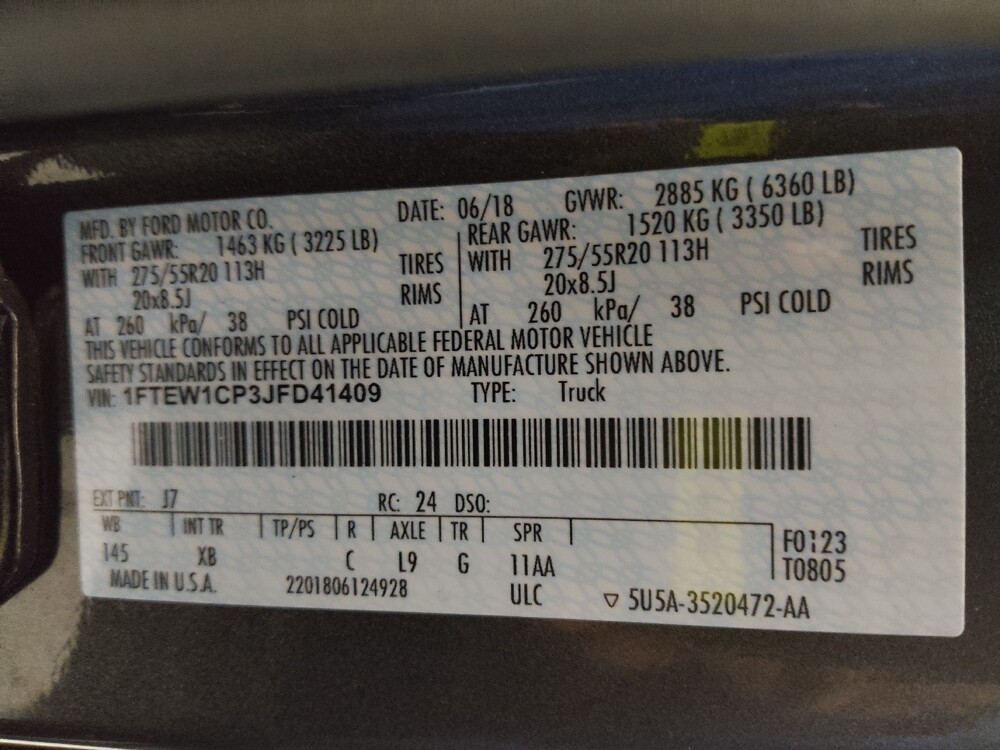 MFD. BY FORD MOTOR CO. DATE: 06/18 GVWR: 2885 KG ( 6360 LB)
FRONT GAWR: 1463 KG ( 3225 LB) REAR GAWR: 1520 KG ( 3350 LB)
WITH 275/55R20 113H TIRES WITH 275/55R20 113H TIRES
20x8.5J RIMS 20x8.5J RIMS
AT 260 kPa/ 38 PSI COLD AT 260 kPa/ 38 PSI COLD
THIS VEHICLE CONFORMS TO ALL APPLICABLE FEDERAL MOTOR VEHICLE
SAFETY STANDARDS IN EFFECT ON THE DATE OF MANUFACTURE SHOWN ABOVE.
VIN: 1FTEW1CP3JFD41409 TYPE: Truck
EXT PNT: J7 RC: 24 DSO:
WB INT TR TP/PS R AXLE TR SPR F0123
145 XB C L9 G 11AA T0805
MADE IN U.S.A. 2201806124928 ULC ▽ 5U5A-3520472-AA